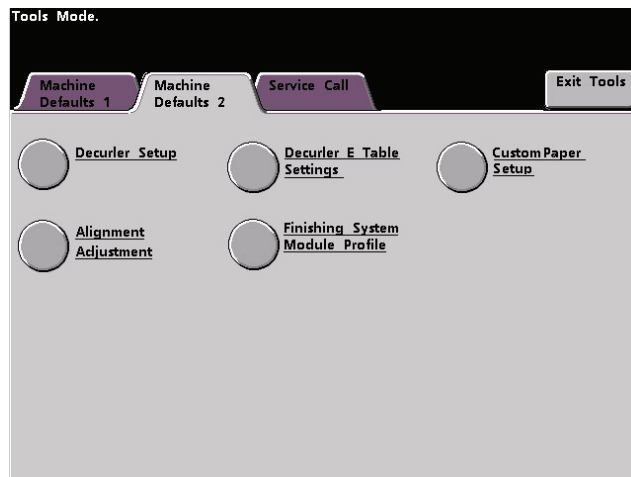 Tools Mode.
Machine
Defaults 1
Machine
Defaults 2
Service Call
Exit Tools
Decurler Setup
Decurler E Table
Settings
Custom Paper
Setup
Alignment
Adjustment
Finishing System
Module Profile